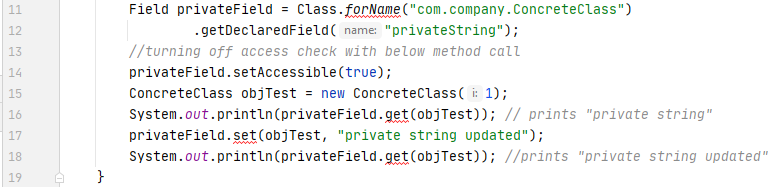 11 Field privateField = Class.forName("com.company.ConcreteClass")
12 .getDeclaredField( name: "privateString");
13 //turning off access check with below method call
14 privateField.setAccessible(true);
15 ConcreteClass objTest = new ConcreteClass( i: 1);
16 System.out.println(privateField.get(objTest)); // prints "private string"
17 privateField.set(objTest, "private string updated");
18 System.out.println(privateField.get(objTest)); //prints "private string updated"
19 }